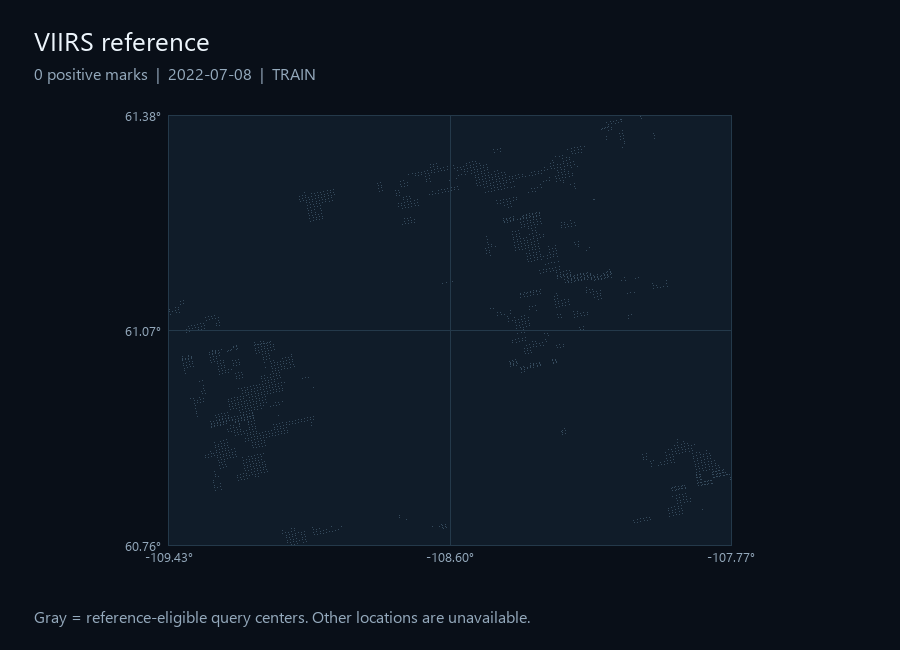 VIIRS reference
0 positive marks | 2022-07-08 | TRAIN
61.38°
61.07°
60.76°
-109.43°
-108.60°
-107.77°
Gray = reference-eligible query centers. Other locations are unavailable.